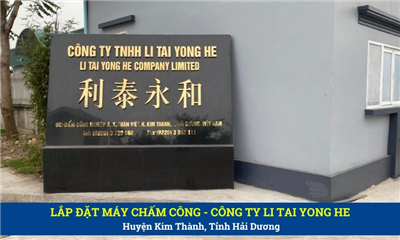 CÔNG TY TNHH LI TAI YONG HE
LI TAI YONG HE COMPANY LIMITED
利泰永和
LẮP ĐẶT MÁY CHẤM CÔNG - CÔNG TY LI TAI YONG HE
Huyện Kim Thành, Tỉnh Hải Dương